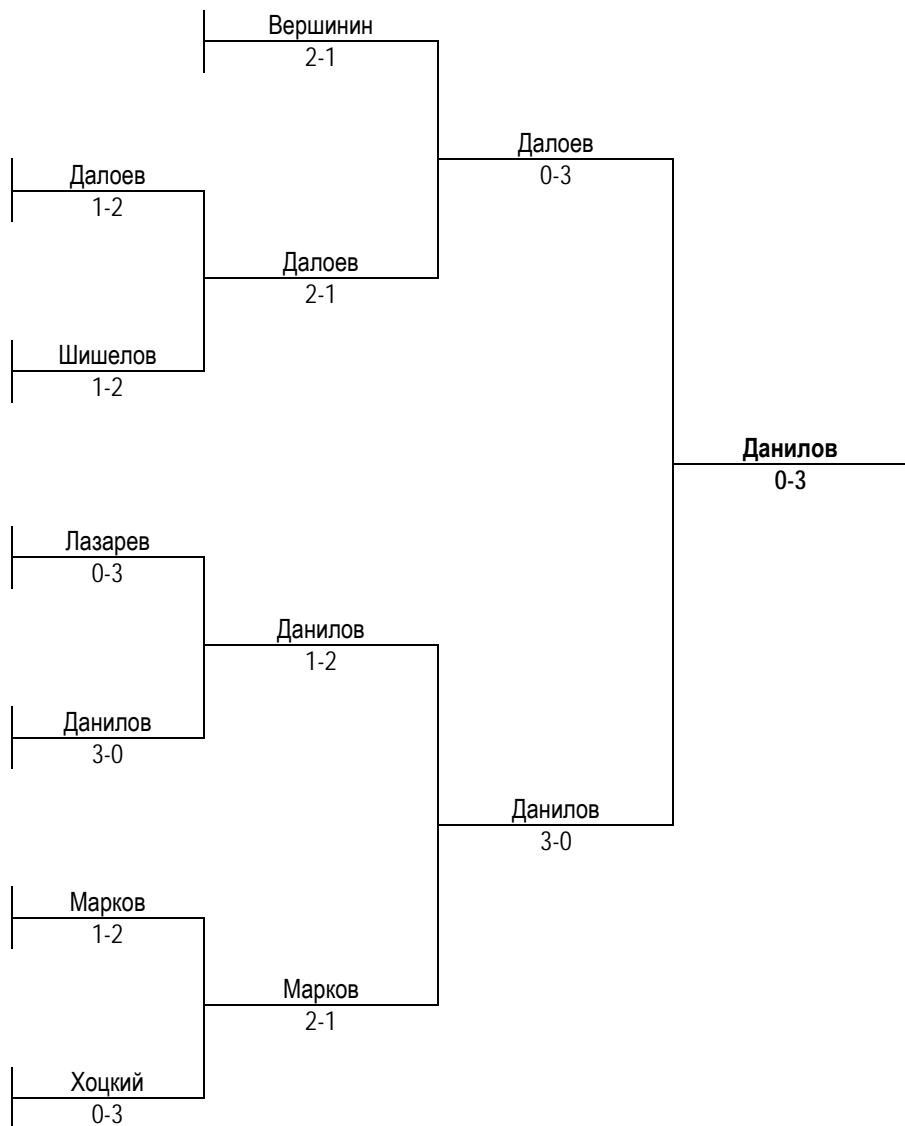 Вершинин
2-1
Далоев
0-3
Далоев
1-2
Далоев
2-1
Шишелов
1-2
Данилов
0-3
Лазарев
0-3
Данилов
1-2
Данилов
3-0
Данилов
3-0
Марков
1-2
Марков
2-1
Хоцкий
0-3